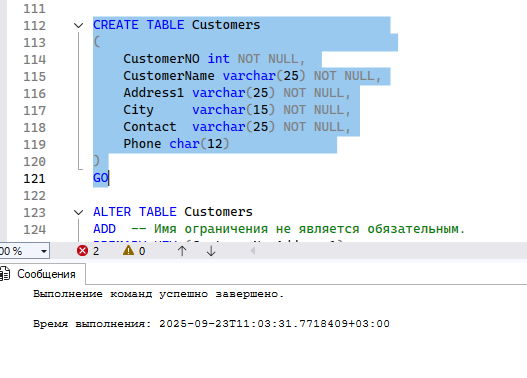 111
112 CREATE TABLE Customers
113 (
114 CustomerNO int NOT NULL,
115 CustomerName varchar(25) NOT NULL,
116 Address1 varchar(25) NOT NULL,
117 City varchar(15) NOT NULL,
118 Contact varchar(25) NOT NULL,
119 Phone char(12)
120 )
121 GO
122
123 ALTER TABLE Customers
124 ADD -- Имя ограничения не является обязательным.
00 % 2 0
Сообщения
Выполнение команд успешно завершено.
Время выполнения: 2025-09-23T11:03:31.7718409+03:00